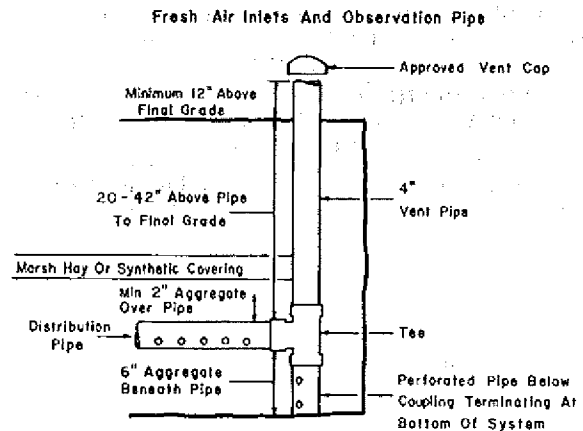 Fresh Air Inlets And Observation Pipe
Approved Vent Cap
Minimum 12" Above
Final Grade
20 - 42" Above Pipe
To Final Grade
4"
Vent Pipe
Marsh Hay Or Synthetic Covering
Min 2" Aggregate
Over Pipe
Distribution
Pipe
Tee
6" Aggregate
Beneath Pipe
Perforated Pipe Below
Coupling Terminating At
Bottom Of System